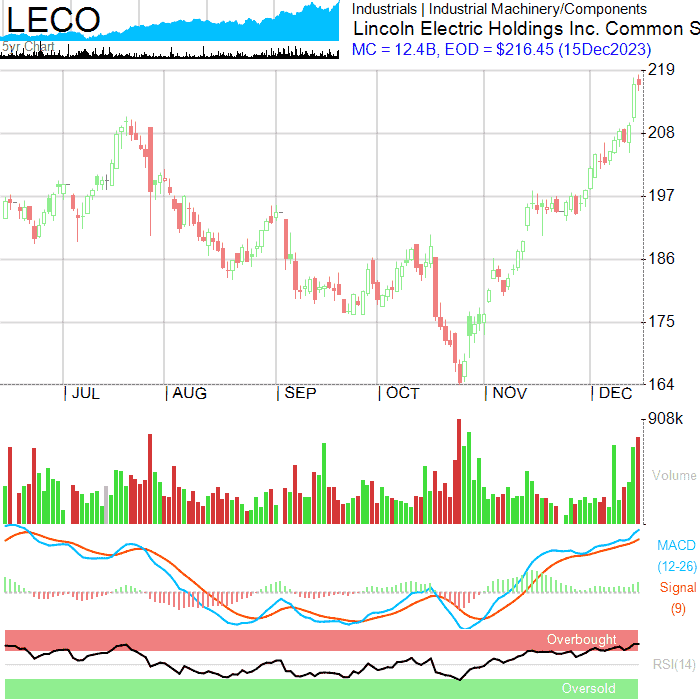 LECO
5yr Chart
Industrials | Industrial Machinery/Components
Lincoln Electric Holdings Inc. Common S
MC = 12.4B, EOD = $216.45 (15Dec2023)
219
208
197
186
175
164
| JUL | AUG | SEP | OCT | NOV | DEC
908k
Volume
MACD
(12-26)
Signal
(9)
Overbought
RSI(14)
Oversold